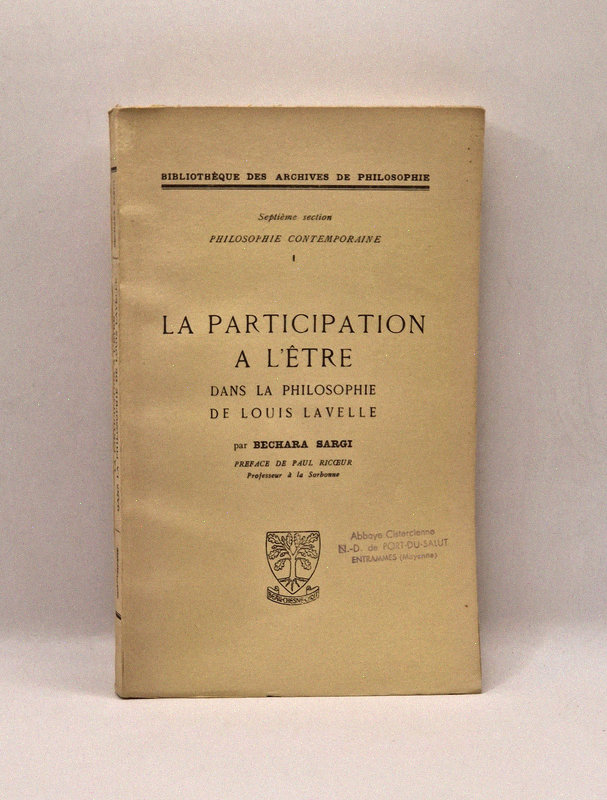 BIBLIOTHÈQUE DES ARCHIVES DE PHILOSOPHIE
Septième section
PHILOSOPHIE CONTEMPORAINE
I
LA PARTICIPATION
A L'ÊTRE
DANS LA PHILOSOPHIE
DE LOUIS LAVELLE
par BECHARA SARGI
PREFACE DE PAUL RICŒUR
Professeur à la Sorbonne
Abbaye Cistercienne
N.-D. de PORT-DU-SALUT
ENTRAMMES (Mayenne)